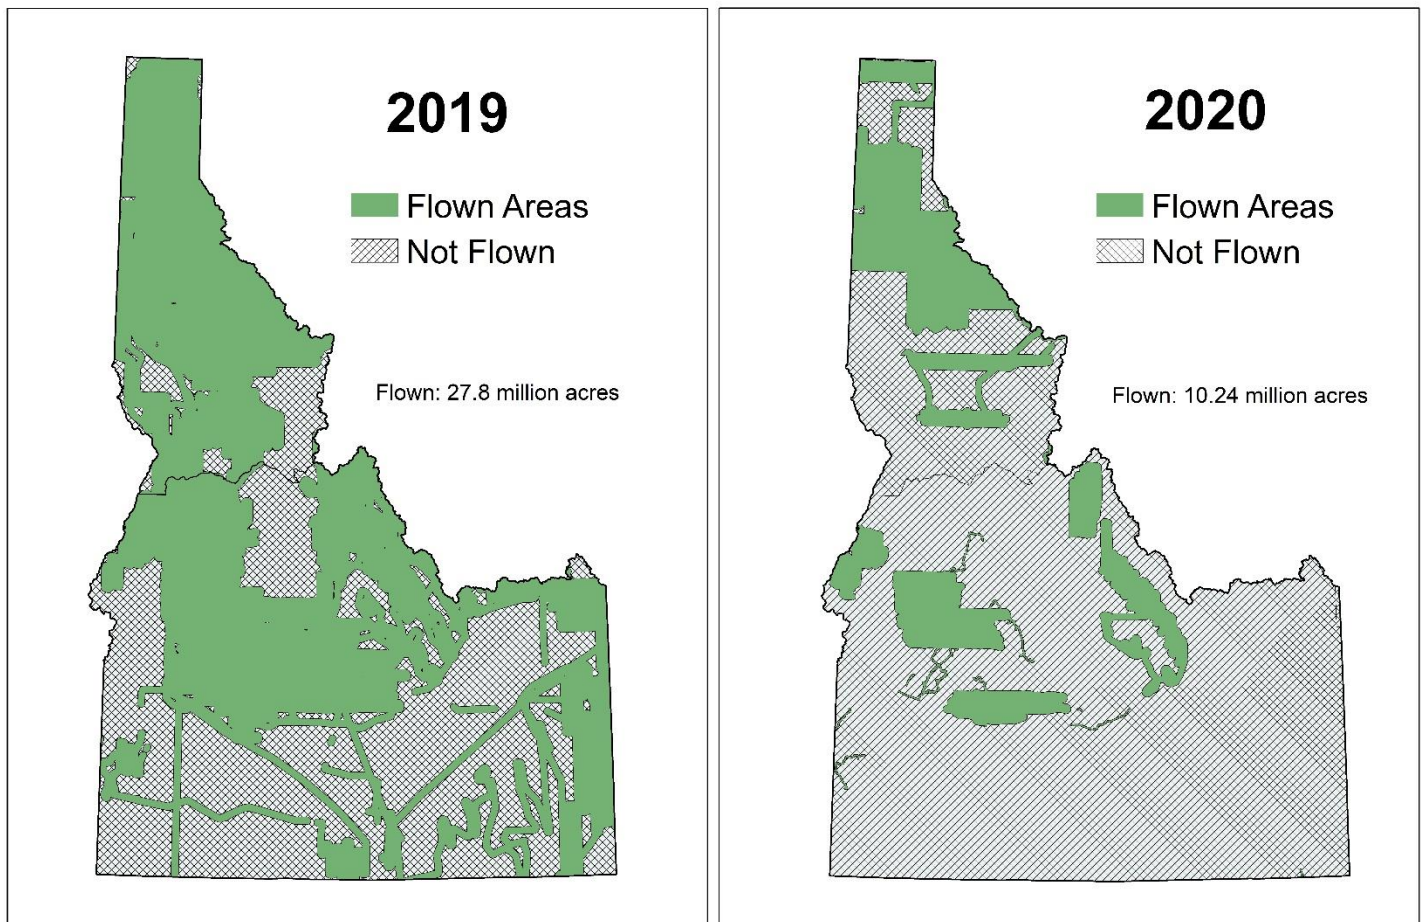 2019
Flown Areas
Not Flown
Flown: 27.8 million acres
2020
Flown Areas
Not Flown
Flown: 10.24 million acres